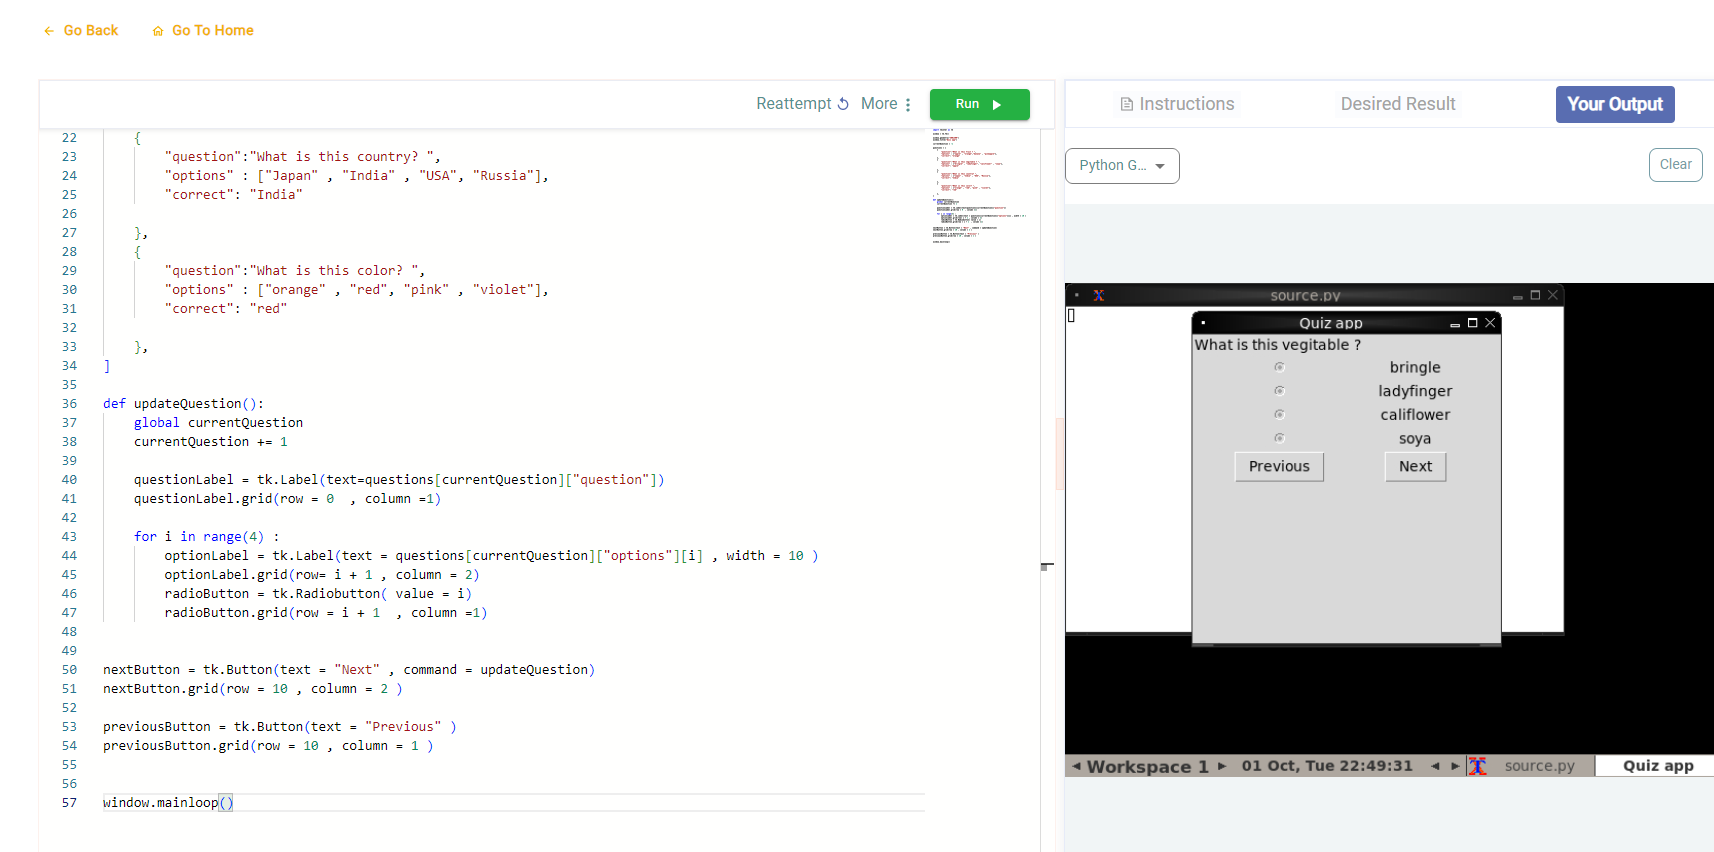 Go Back Go To Home
Reattempt More Run
22 {
23 "question":"What is this country? ",
24 "options" : ["Japan" , "India" , "USA", "Russia"],
25 "correct": "India"
26
27 },
28 {
29 "question":"What is this color? ",
30 "options" : ["orange" , "red", "pink" , "violet"],
31 "correct": "red"
32
33 },
34 ]
35
36 def updateQuestion():
37 global currentQuestion
38 currentQuestion += 1
39
40 questionLabel = tk.Label(text=questions[currentQuestion]["question"])
41 questionLabel.grid(row = 0  , column =1)
42
43 for i in range(4) :
44 optionLabel = tk.Label(text = questions[currentQuestion]["options"][i] , width = 10 )
45 optionLabel.grid(row= i + 1 , column = 2)
46 radioButton = tk.Radiobutton( value = i)
47 radioButton.grid(row = i + 1  , column =1)
48
49
50 nextButton = tk.Button(text = "Next" , command = updateQuestion)
51 nextButton.grid(row = 10 , column = 2 )
52
53 previousButton = tk.Button(text = "Previous" )
54 previousButton.grid(row = 10 , column = 1 )
55
56
57 window.mainloop()
Instructions Desired Result Your Output
Python G... Clear
source.py
Quiz app
What is this vegitable ?
bringle
ladyfinger
califlower
soya
Previous Next
Workspace 1 01 Oct, Tue 22:49:31 source.py Quiz app